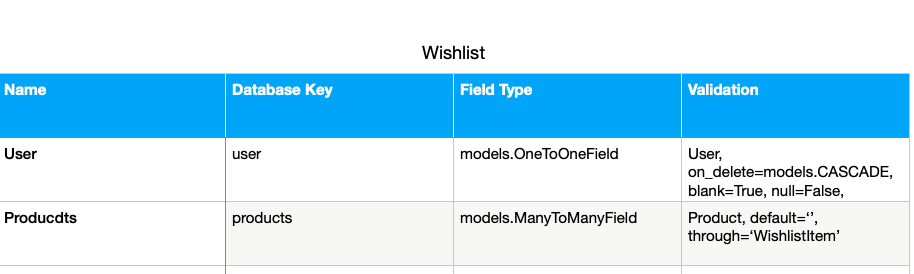 Wishlist
Name Database Key Field Type Validation
User user models.OneToOneField User,
on_delete=models.CASCADE,
blank=True, null=False,
Producdts products models.ManyToManyField Product, default=‘’,
through=‘WishlistItem’